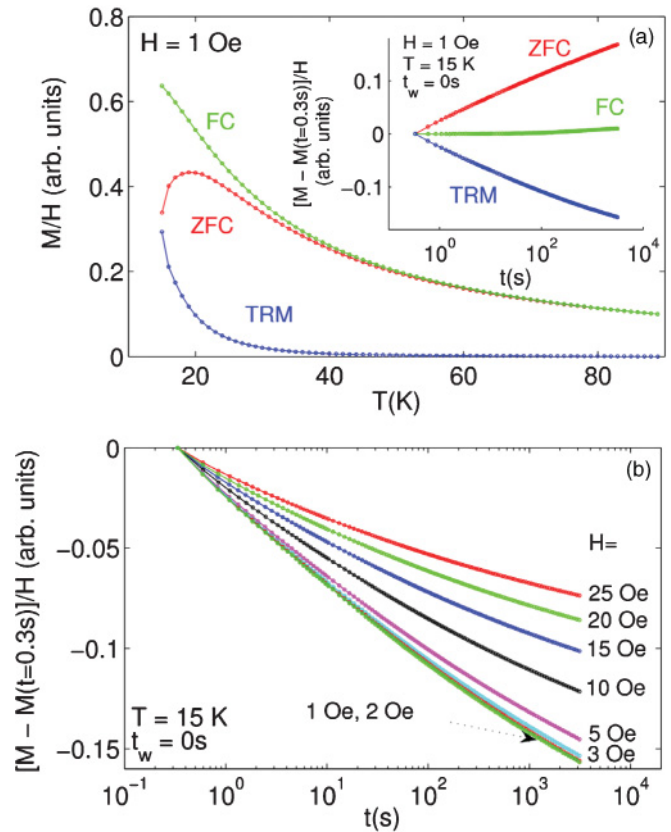 0.8
H = 1 Oe
(a)
0.6
FC
0.4
ZFC
0.2
TRM
0
M/H (arb. units)
20
40
60
80
T(K)
H = 1 Oe
T = 15 K
t_w = 0s
ZFC
FC
TRM
0.1
0
−0.1
[M − M(t=0.3s)]/H
(arb. units)
10^0
10^2
10^4
t(s)
0
(b)
−0.05
−0.1
−0.15
[M − M(t=0.3s)]/H (arb. units)
H=
25 Oe
20 Oe
15 Oe
10 Oe
5 Oe
3 Oe
1 Oe, 2 Oe
T = 15 K
t_w = 0s
10^−1
10^0
10^1
10^2
10^3
10^4
t(s)